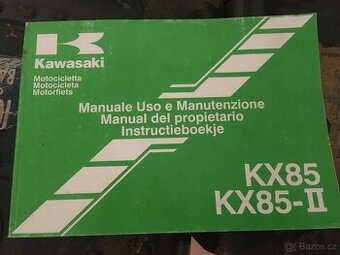 Kawasaki
Motocicletta
Motocicleta
Motorfiets
Manuale Uso e Manutenzione
Manual del propietario
Instructieboekje
KX85
KX85-II
Bazos.cz